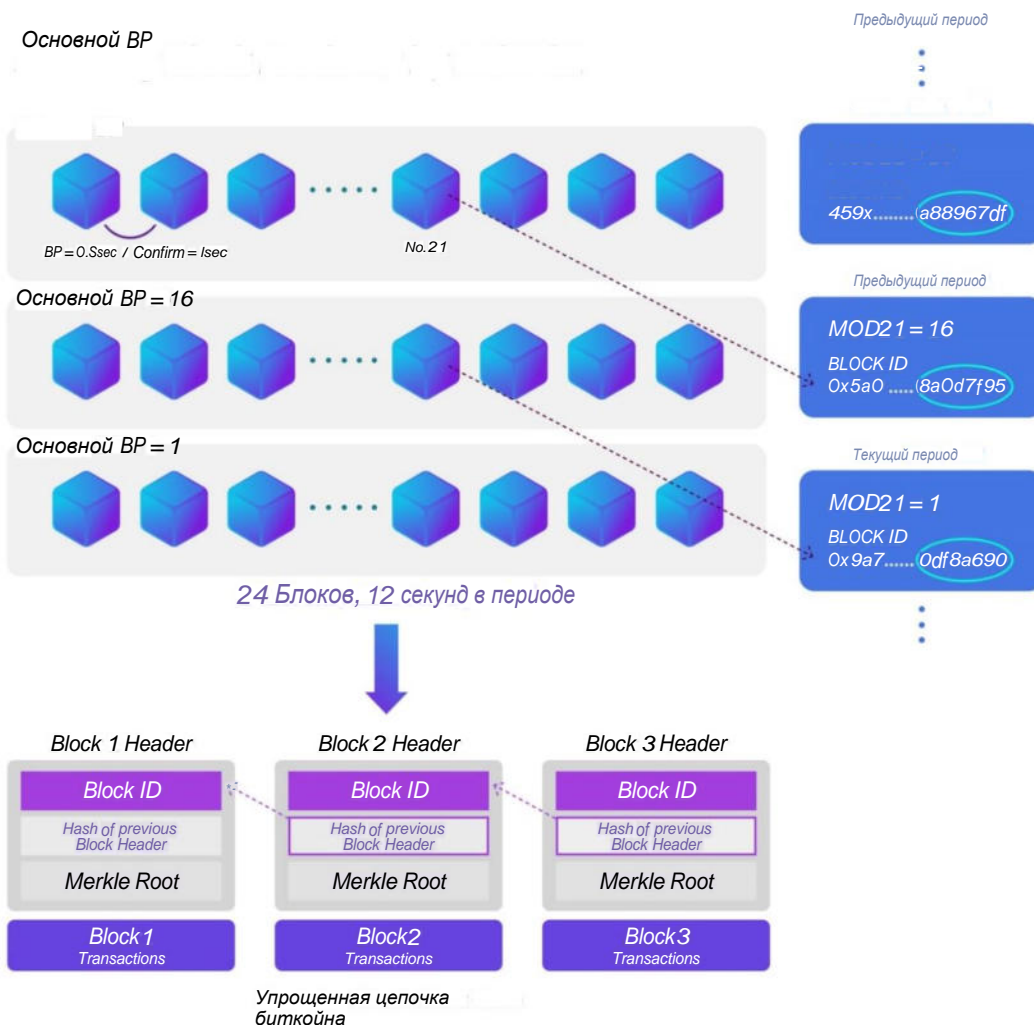 Основной BP
Предыдущий период
459x.......a88967df
BP=0.Ssec / Confirm = Isec
No.21
Предыдущий период
Основной BP = 16
MOD21 = 16
BLOCK ID
0x5a0 .....8a0d7f95
Основной BP = 1
Текущий период
MOD21 = 1
BLOCK ID
0x9a7......0df8a690
24 Блоков, 12 секунд в периоде
Block 1 Header
Block 2 Header
Block 3 Header
Block ID
Block ID
Block ID
Hash of previous
Block Header
Hash of previous
Block Header
Hash of previous
Block Header
Merkle Root
Merkle Root
Merkle Root
Block1
Transactions
Block2
Transactions
Block3
Transactions
Упрощенная цепочка
биткойна